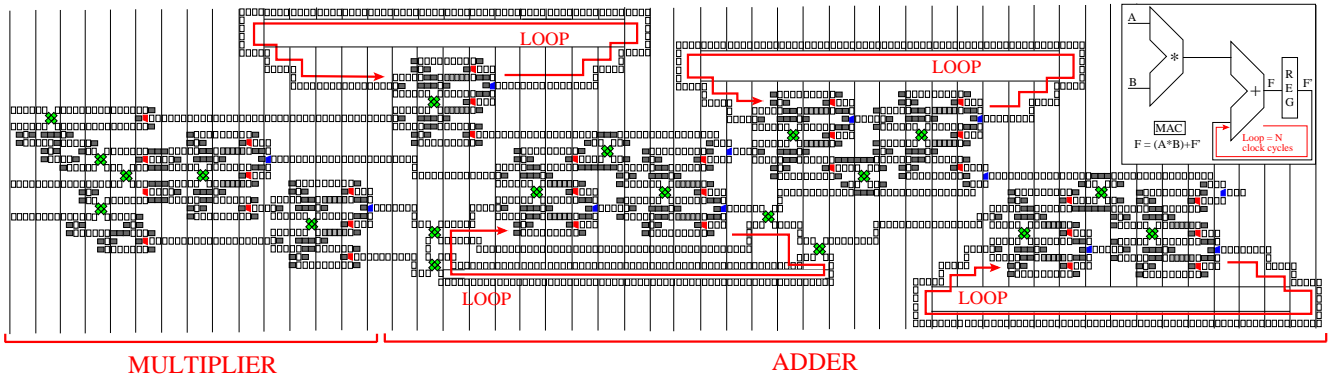 LOOP
LOOP
LOOP
LOOP
A
B
*
+
F
R
E
G
F'
MAC
F = (A*B)+F'
Loop = N
clock cycles
MULTIPLIER
ADDER